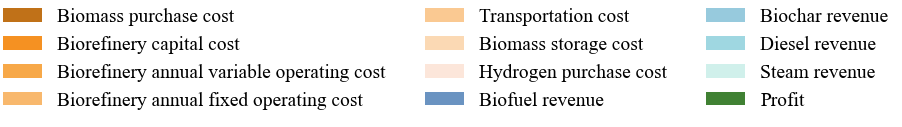 Biomass purchase cost
Biorefinery capital cost
Biorefinery annual variable operating cost
Biorefinery annual fixed operating cost
Transportation cost
Biomass storage cost
Hydrogen purchase cost
Biofuel revenue
Biochar revenue
Diesel revenue
Steam revenue
Profit